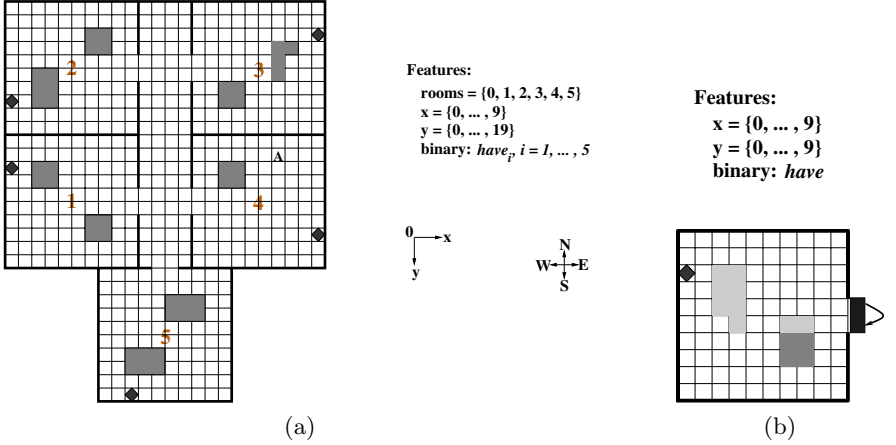 2
3
A
1
4
5
(a)
Features:
rooms = {0, 1, 2, 3, 4, 5}
x = {0, ... , 9}
y = {0, ... , 19}
binary: have_i, i = 1, ... , 5
0 x
y
N
W E
S
Features:
x = {0, ... , 9}
y = {0, ... , 9}
binary: have
(b)